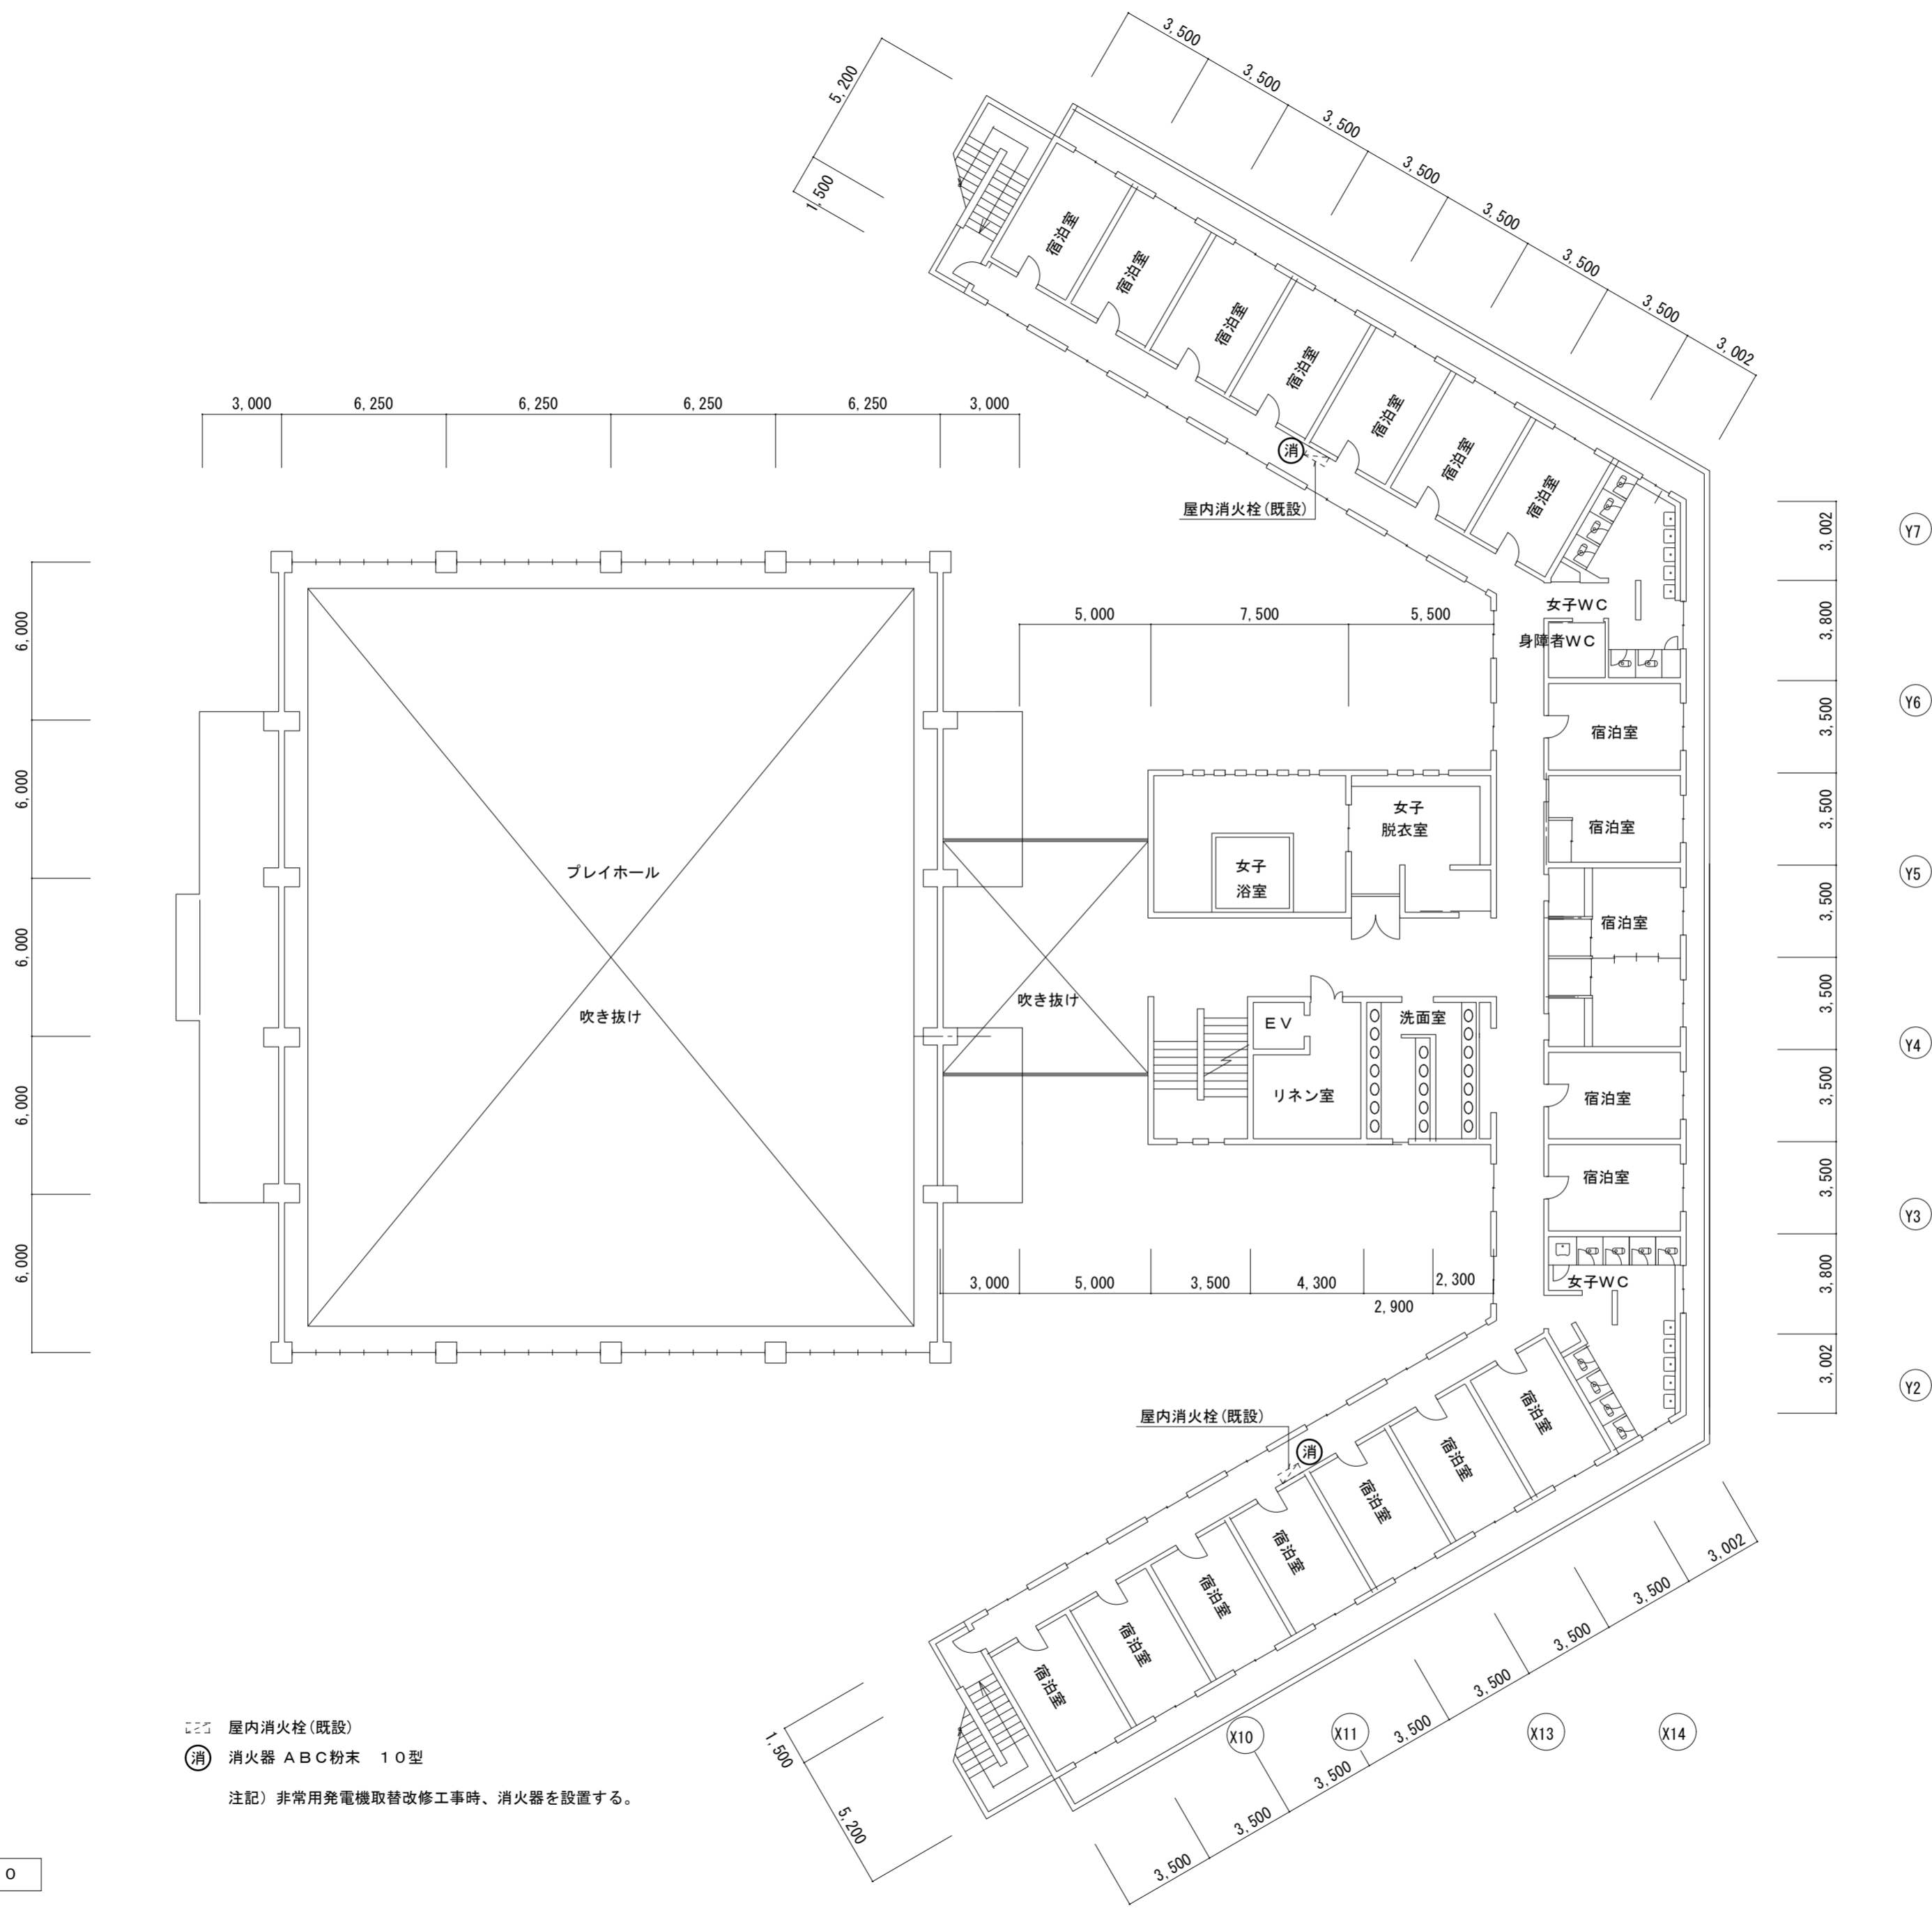 3,500
3,500
3,500
3,500
3,500
3,500
3,500
3,002
5,200
1,500
宿泊室
宿泊室
宿泊室
宿泊室
宿泊室
宿泊室
宿泊室
消
屋内消火栓(既設)
3,000
6,250
6,250
6,250
6,250
3,000
6,000
6,000
6,000
6,000
6,000
5,000
7,500
5,500
女子WC
身障者WC
宿泊室
宿泊室
宿泊室
宿泊室
宿泊室
女子WC
女子
脱衣室
女子
浴室
プレイホール
吹き抜け
吹き抜け
EV
洗面室
リネン室
3,000
5,000
3,500
4,300
2,900
2,300
3,002
3,800
3,500
3,500
3,500
3,500
3,500
3,500
3,800
3,002
Y7
Y6
Y5
Y4
Y3
Y2
屋内消火栓(既設)
消
宿泊室
宿泊室
宿泊室
宿泊室
宿泊室
宿泊室
宿泊室
3,002
3,500
3,500
3,500
3,500
3,500
3,500
3,500
1,500
5,200
X10
X11
X13
X14
屋内消火栓(既設)
消 消火器 ABC粉末 10型
注記) 非常用発電機取替改修工事時、消火器を設置する。
0